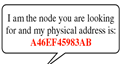 I am the node you are looking
for and my physical address is:
A46EF45983AB